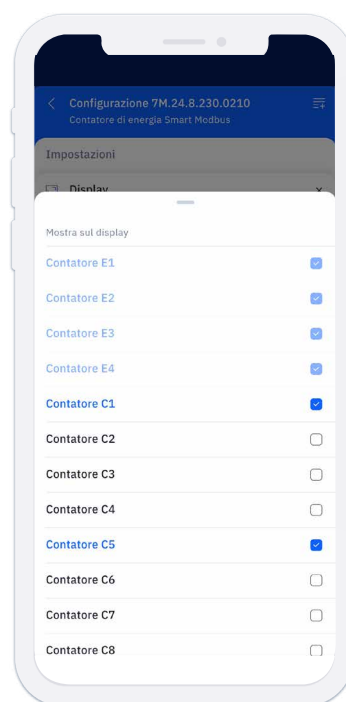 Configurazione 7M.24.8.230.0210
Contatore di energia Smart Modbus
Impostazioni
Display
Mostra sul display
Contatore E1
Contatore E2
Contatore E3
Contatore E4
Contatore C1
Contatore C2
Contatore C3
Contatore C4
Contatore C5
Contatore C6
Contatore C7
Contatore C8